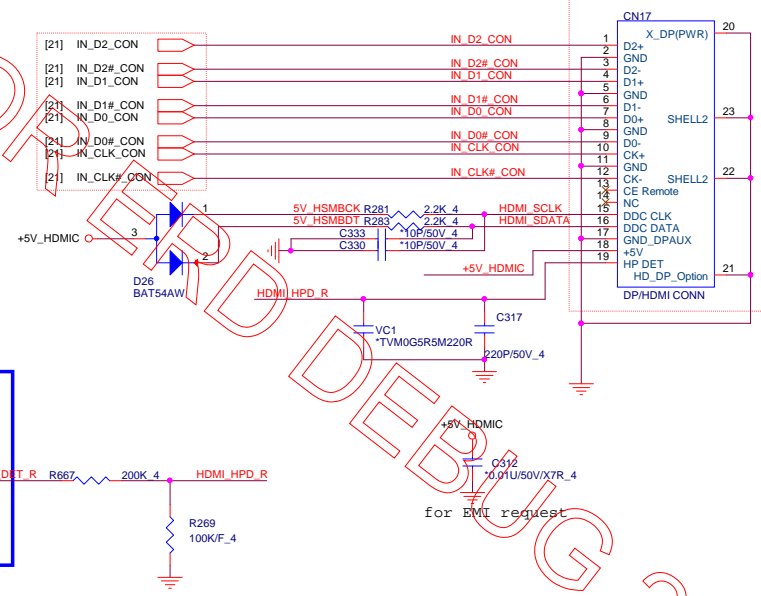 CN17
20
X_DP(PWR)
[21] IN_D2_CON IN_D2_CON 1 D2+
2 GND
[21] IN_D2#_CON IN_D2#_CON 3 D2-
[21] IN_D1_CON IN_D1_CON 4 D1+
5 GND
[21] IN_D1#_CON IN_D1#_CON 6 D1-
[21] IN_D0_CON IN_D0_CON 7 D0+ SHELL2 23
8 GND
[21] IN_D0#_CON IN_D0#_CON 9 D0-
[21] IN_CLK_CON IN_CLK_CON 10 CK+
11 GND
[21] IN_CLK#_CON IN_CLK#_CON 12 CK- SHELL2 22
13 CE Remote
14 NC
1 5V_HSMBCK R281 2.2K_4 HDMI_SCLK 15 DDC CLK
5V_HSMBDT R283 2.2K_4 HDMI_SDATA 16 DDC DATA
+5V_HDMIC 3 C333 *10P/50V_4 17 GND_DPAUX
C330 *10P/50V_4 18 +5V
2 19 HP DET
+5V_HDMIC HD_DP_Option 21
D26
BAT54AW HDMI_HPD_R DP/HDMI CONN
C317
VC1
*TVM0G5R5M220R
220P/50V_4
+5V_HDMIC
C312
*0.01U/50V/X7R_4
DET_R R667 200K_4 HDMI_HPD_R
for EMI request
R269
100K/F_4
DEBUG